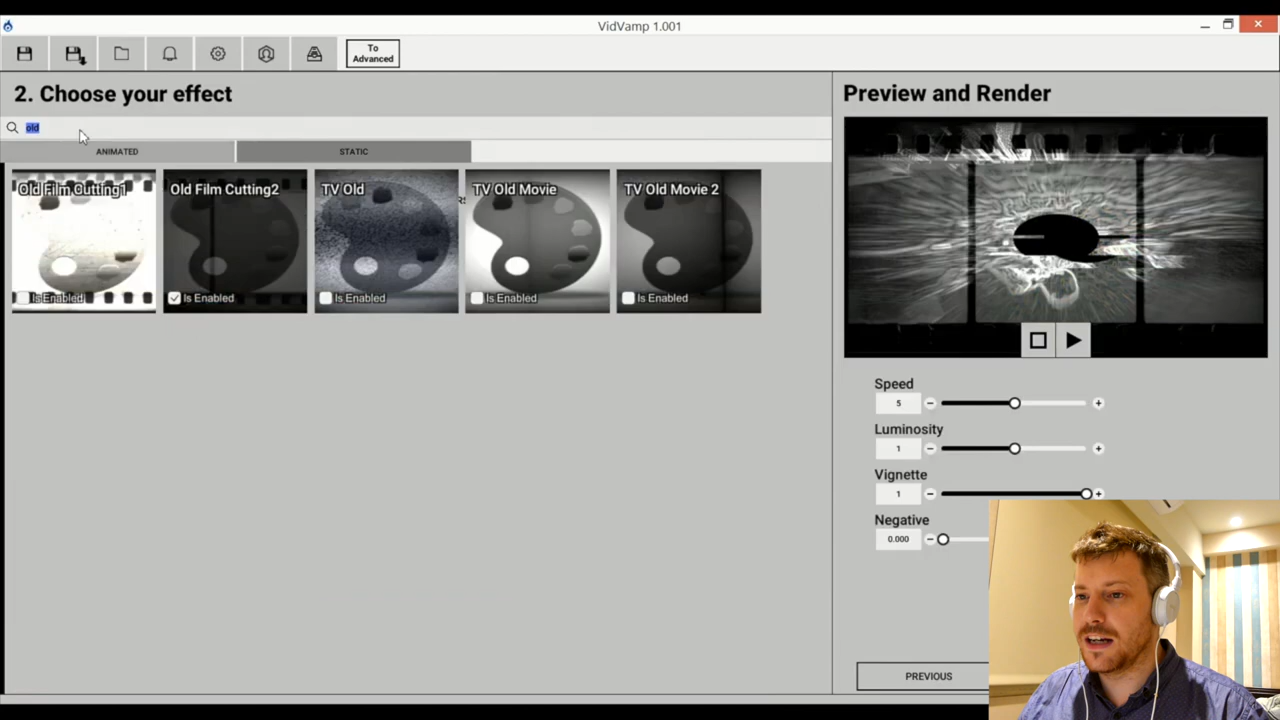 VidVamp 1.001
To
Advanced
2. Choose your effect
old
ANIMATED
STATIC
Old Film Cutting1
Old Film Cutting2
TV Old
TV Old Movie
TV Old Movie 2
Is Enabled
Is Enabled
Is Enabled
Is Enabled
Is Enabled
Preview and Render
Speed
5
Luminosity
1
Vignette
1
Negative
0.000
PREVIOUS